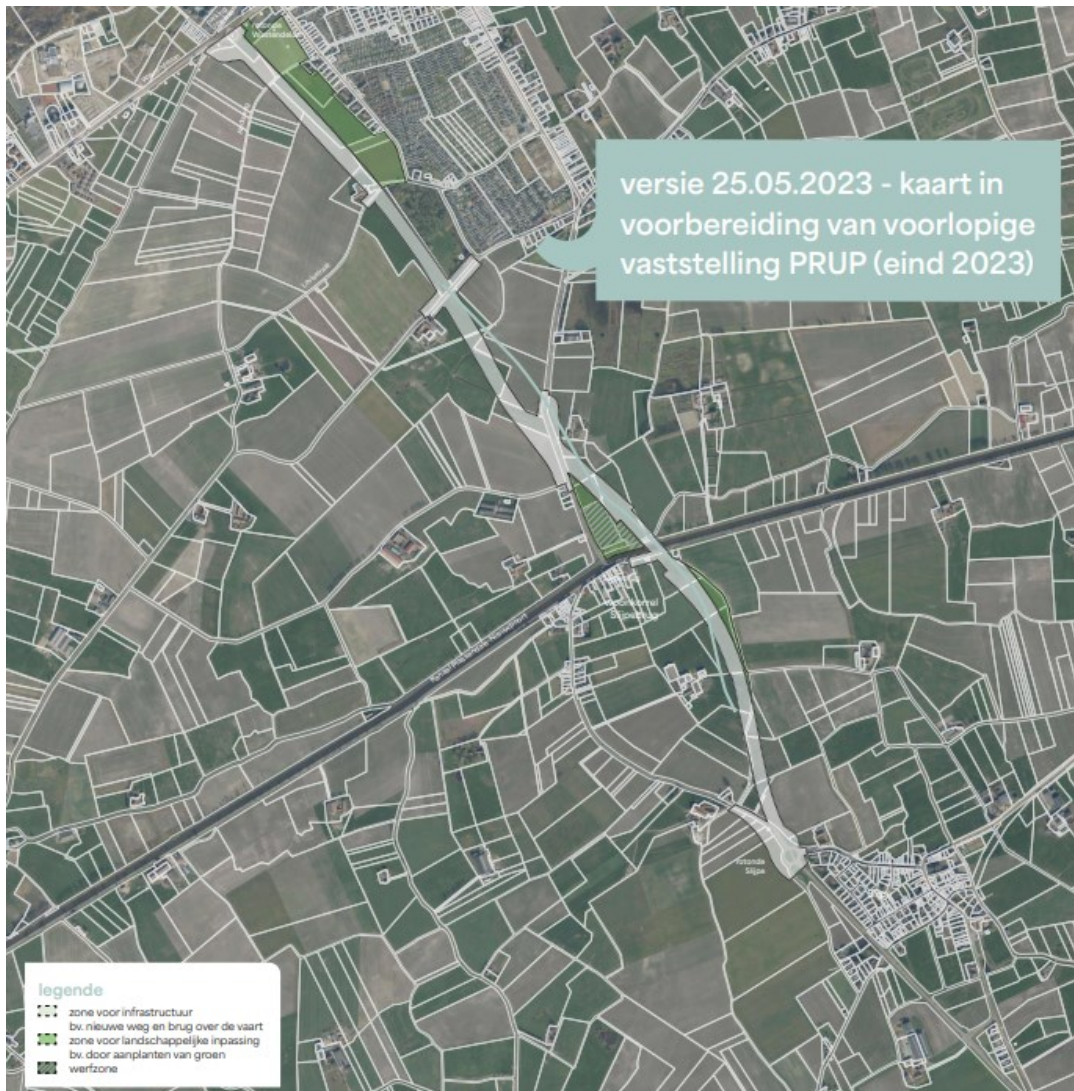 rotonde
versie 25.05.2023 - kaart in
voorbereiding van voorlopige
vaststelling PRUP (eind 2023)
rotonde
Slijpe
legende
zone voor infrastructuur
bv. nieuwe weg en brug over de vaart
zone voor landschappelijke inpassing
bv. door aanplanten van groen
werfzone